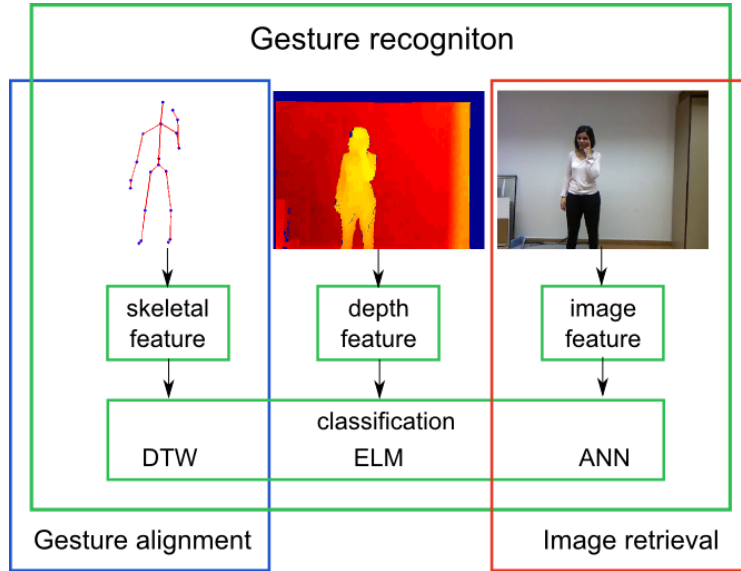 Gesture recogniton
skeletal
feature
depth
feature
image
feature
classification
DTW
ELM
ANN
Gesture alignment
Image retrieval